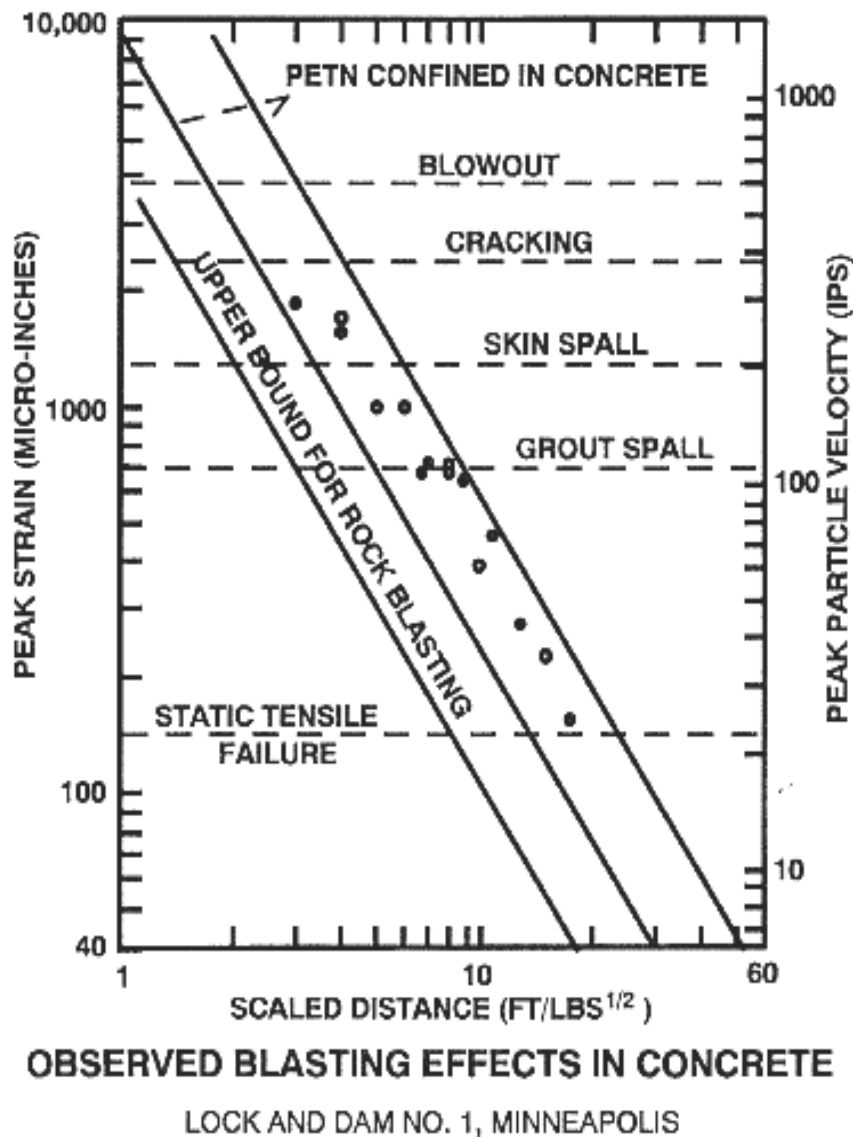 10,000
PETN CONFINED IN CONCRETE
1000
BLOWOUT
CRACKING
SKIN SPALL
1000
GROUT SPALL
100
UPPER BOUND FOR ROCK BLASTING
STATIC TENSILE
FAILURE
100
10
40
1
10
60
PEAK STRAIN (MICRO-INCHES)
PEAK PARTICLE VELOCITY (IPS)
SCALED DISTANCE (FT/LBS1/2 )
OBSERVED BLASTING EFFECTS IN CONCRETE
LOCK AND DAM NO. 1, MINNEAPOLIS